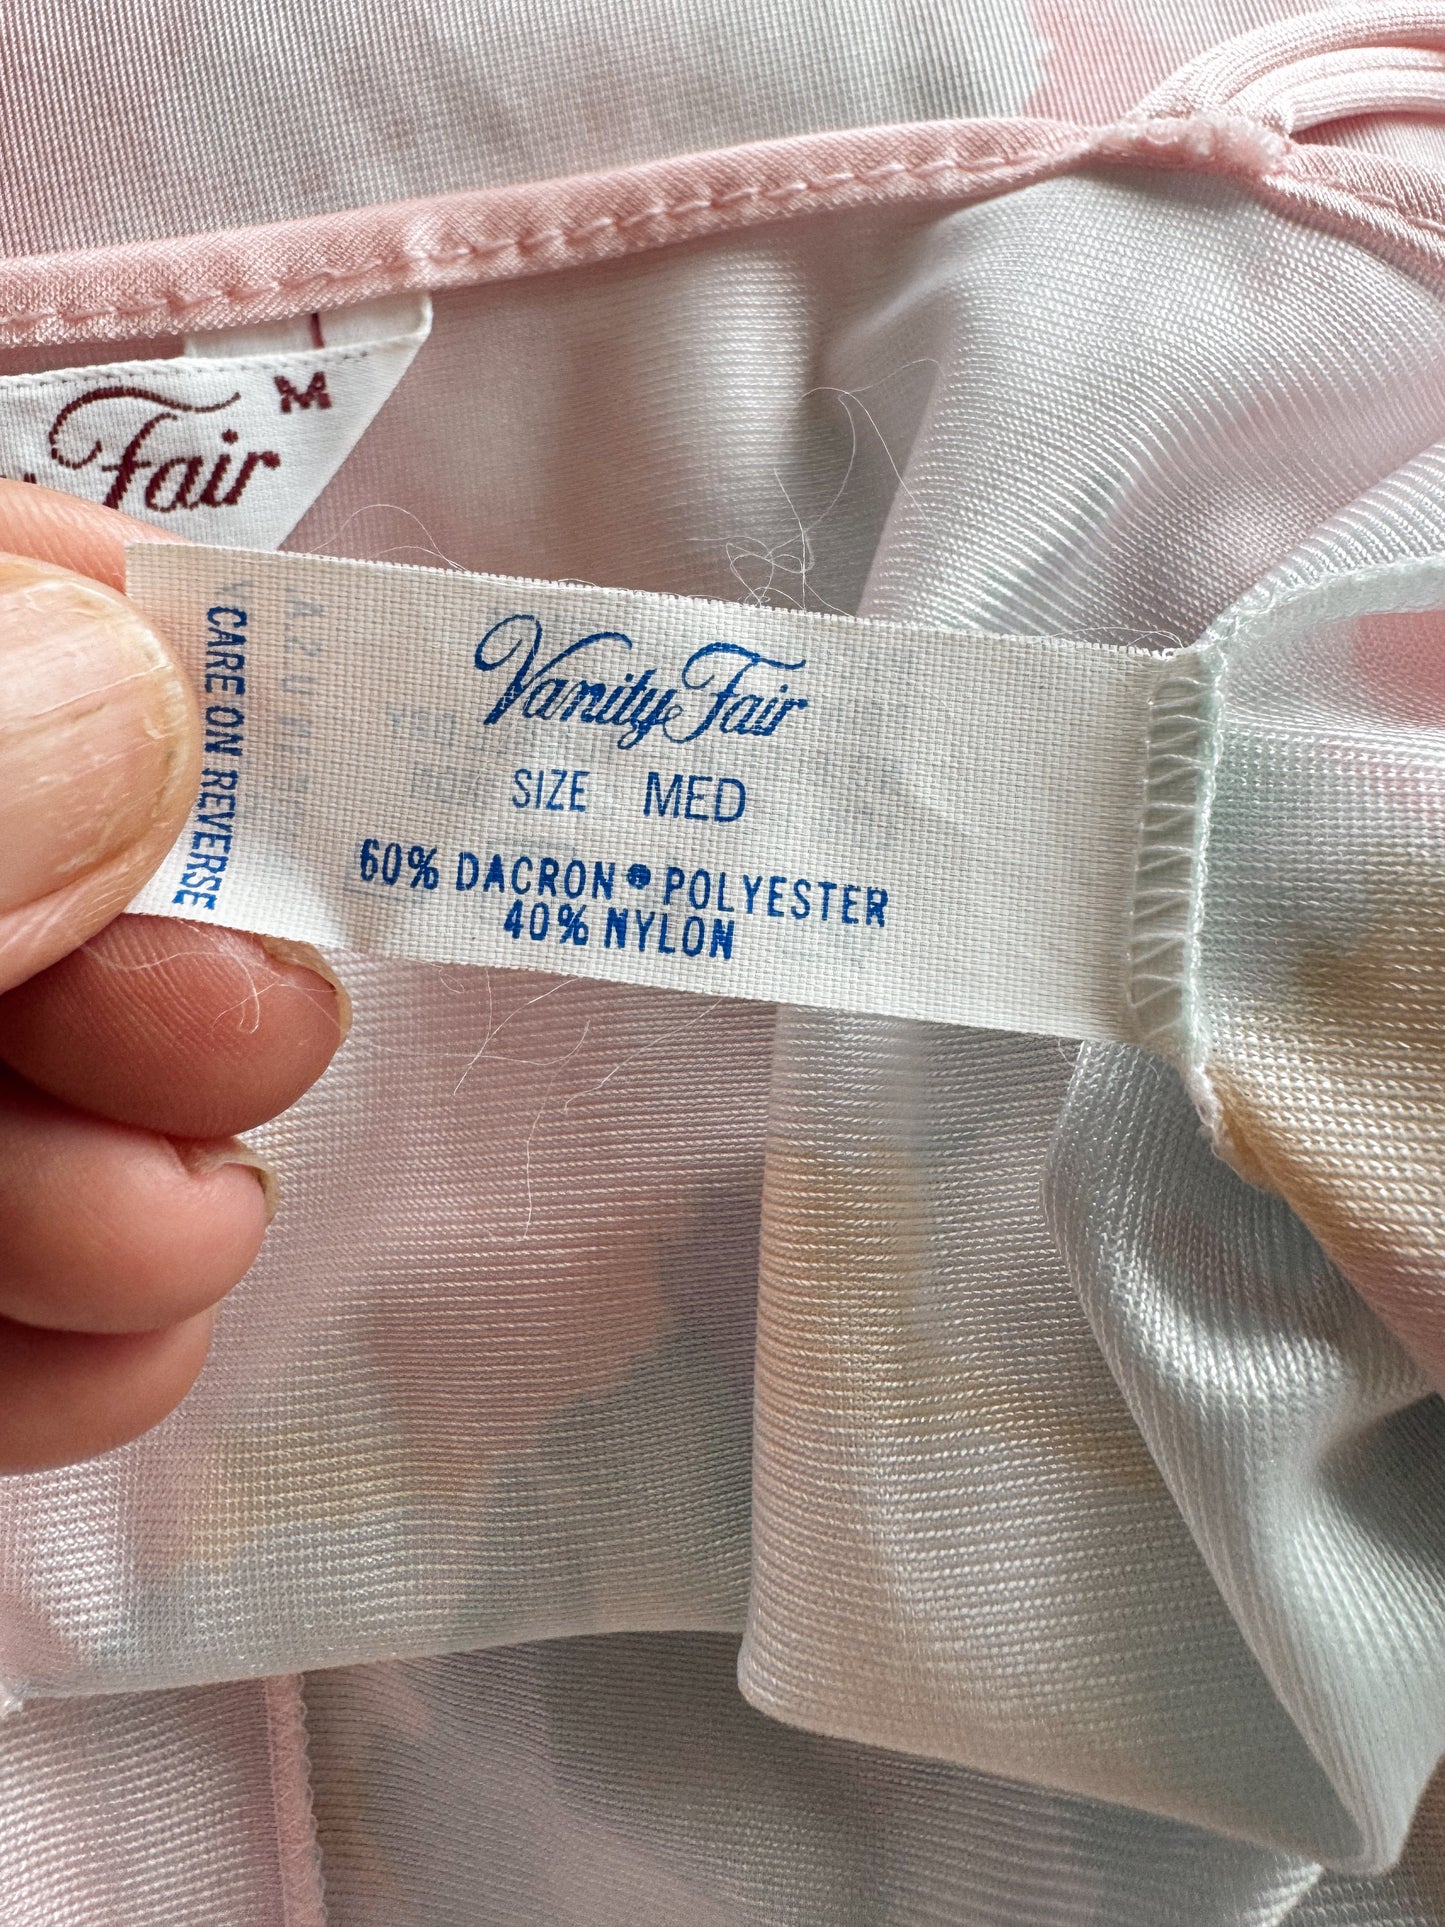 M
Fair
Vanity Fair
SIZE MED
60% DACRON® POLYESTER
40% NYLON
CARE ON REVERSE